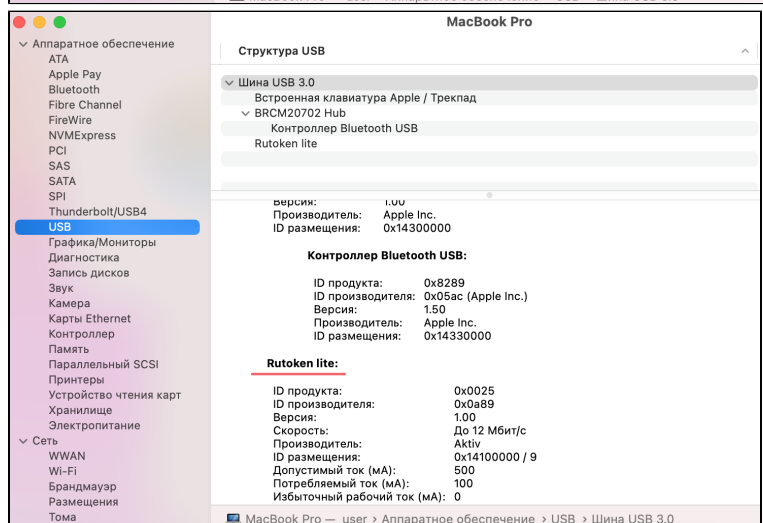 MacBook Pro
Аппаратное обеспечение
ATA
Apple Pay
Bluetooth
Fibre Channel
FireWire
NVMExpress
PCI
SAS
SATA
SPI
Thunderbolt/USB4
USB
Графика/Мониторы
Диагностика
Запись дисков
Звук
Камера
Карты Ethernet
Контроллер
Память
Параллельный SCSI
Принтеры
Устройство чтения карт
Хранилище
Электропитание
Сеть
WWAN
Wi-Fi
Брандмауэр
Размещения
Тома
Структура USB
Шина USB 3.0
Встроенная клавиатура Apple / Трекпад
BRCM20702 Hub
Контроллер Bluetooth USB
Rutoken lite
Версия: 1.00
Производитель: Apple Inc.
ID размещения: 0x14300000
Контроллер Bluetooth USB:
ID продукта: 0x8289
ID производителя: 0x05ac (Apple Inc.)
Версия: 1.50
Производитель: Apple Inc.
ID размещения: 0x14330000
Rutoken lite:
ID продукта: 0x0025
ID производителя: 0x0a89
Версия: 1.00
Скорость: До 12 Мбит/с
Производитель: Aktiv
ID размещения: 0x14100000 / 9
Допустимый ток (мА): 500
Потребляемый ток (мА): 100
Избыточный рабочий ток (мА): 0
MacBook Pro — user › Аппаратное обеспечение › USB › Шина USB 3.0